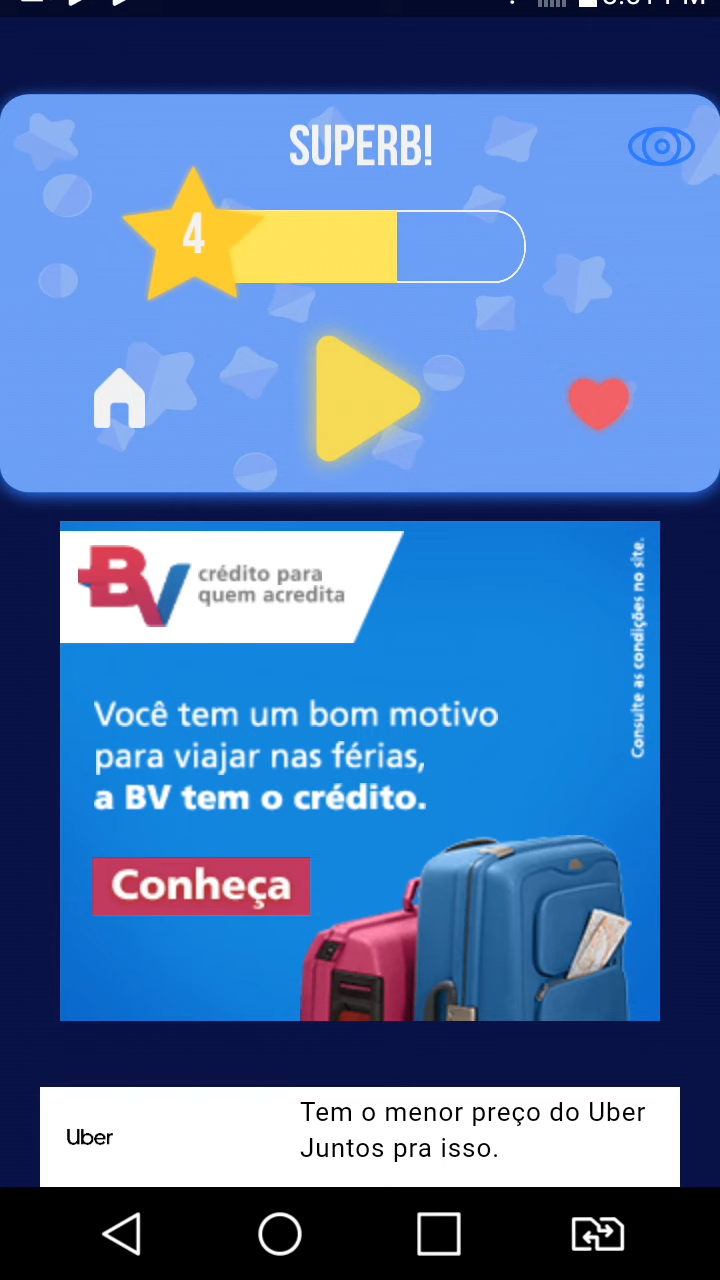 SUPERB!
4
BV
crédito para
quem acredita
Consulte as condições no site.
Você tem um bom motivo
para viajar nas férias,
a BV tem o crédito.
Conheça
Uber
Tem o menor preço do Uber
Juntos pra isso.